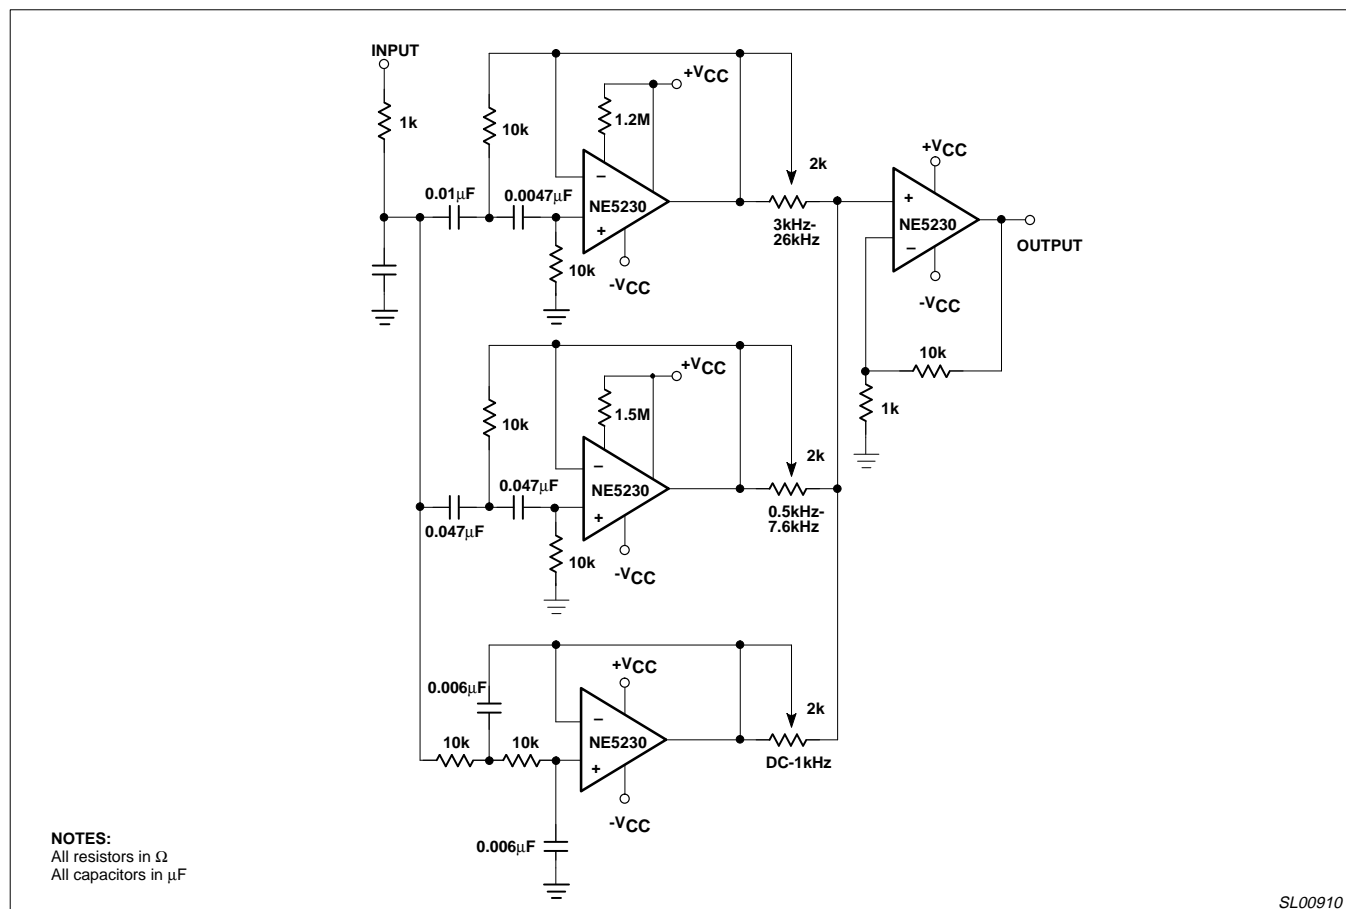 INPUT
1k
10k
1.2M
+VCC
0.01μF
0.0047μF
−
NE5230
+
10k
-VCC
2k
3kHz-
26kHz
+VCC
+
NE5230
−
-VCC
OUTPUT
10k
1k
10k
1.5M
+VCC
0.047μF
0.047μF
−
NE5230
+
10k
-VCC
2k
0.5kHz-
7.6kHz
0.006μF
10k
10k
+VCC
−
NE5230
+
-VCC
2k
DC-1kHz
0.006μF
NOTES:
All resistors in Ω
All capacitors in μF
SL00910